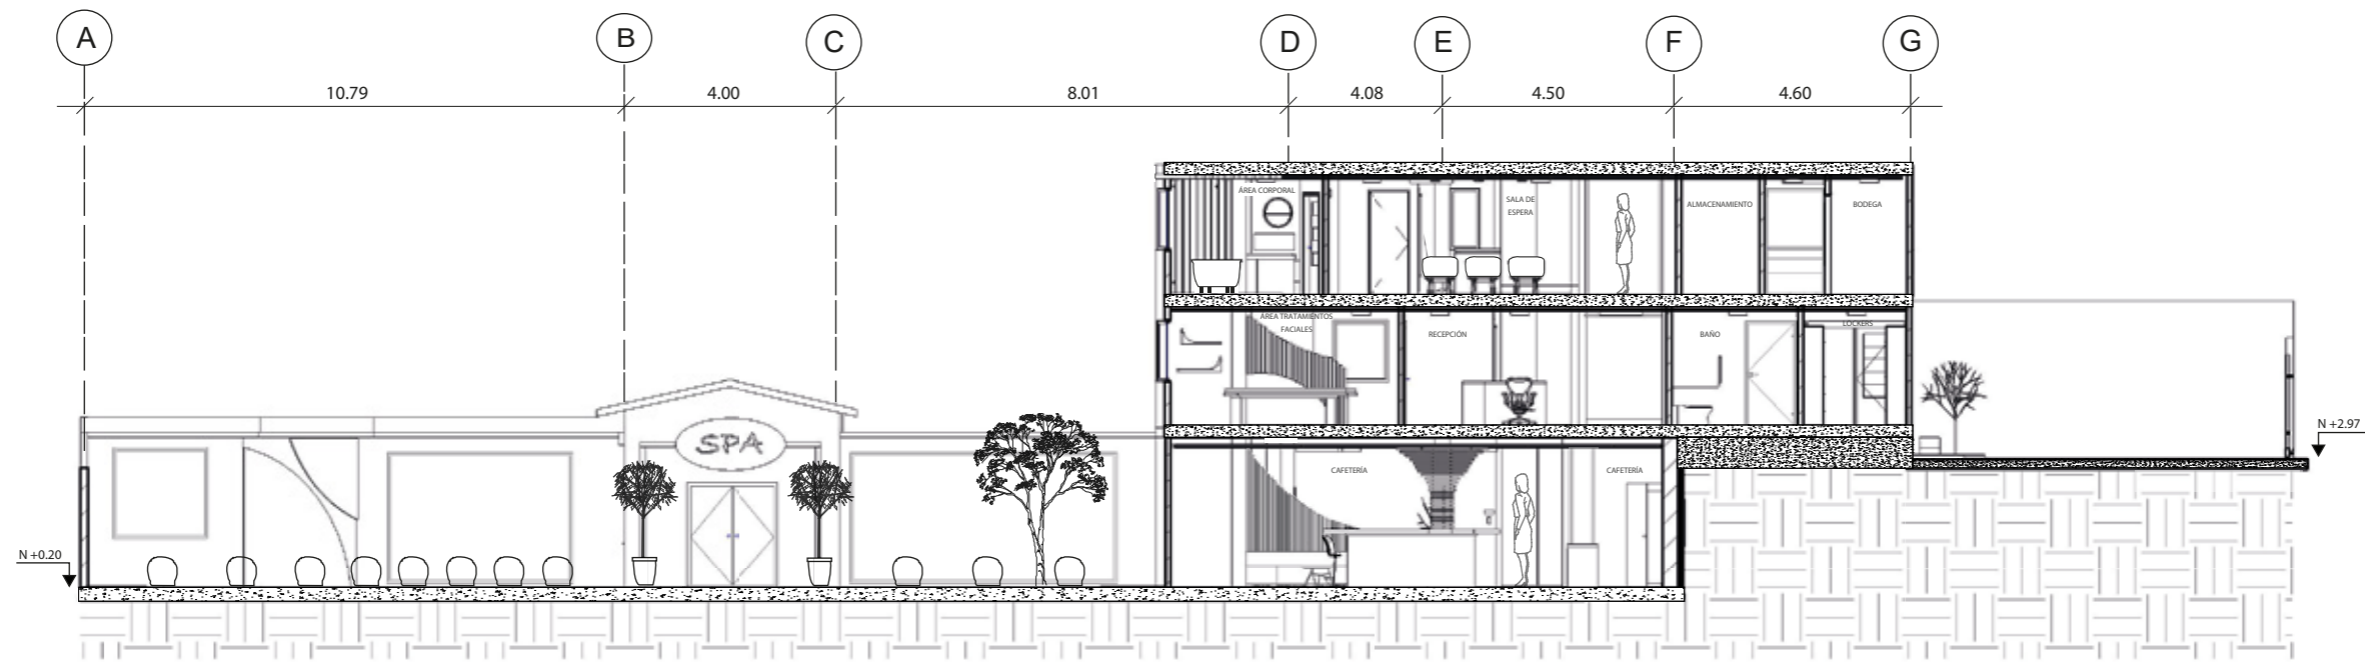 A
B
C
D
E
F
G
10.79
4.00
8.01
4.08
4.50
4.60
ÁREA CORPORAL
SALA DE
ESPERA
ALMACENAMIENTO
BODEGA
ÁREA TRATAMIENTOS
FACIALES
RECEPCIÓN
BAÑO
LOCKERS
SPA
CAFETERÍA
CAFETERÍA
N +2.97
N +0.20